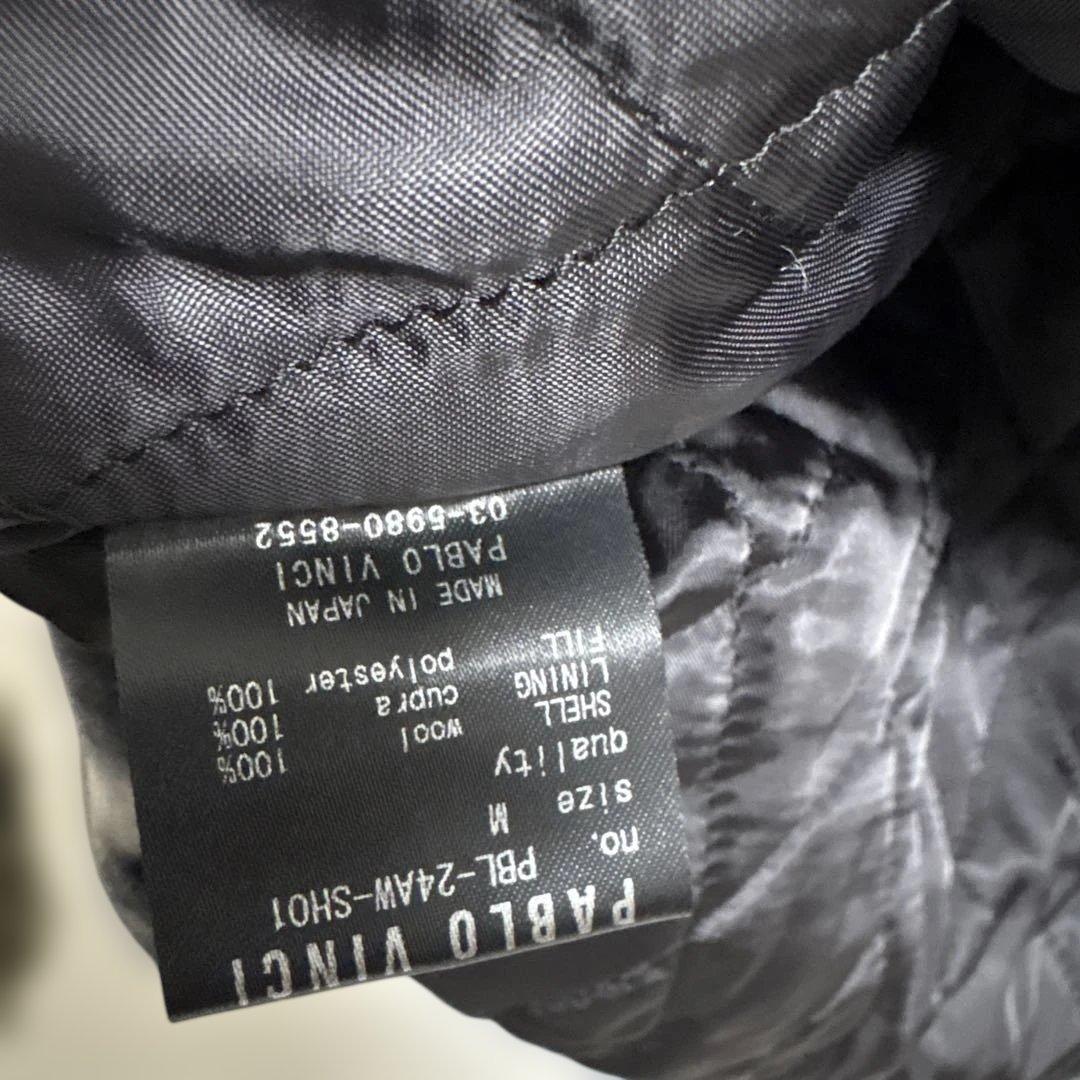 PABLO VINCI
no. PBL-24AW-SH01
size M
quality
SHELL wool 100%
LINING cupra 100%
FILL polyester 100%
MADE IN JAPAN
PABLO VINCI
03-5980-8552